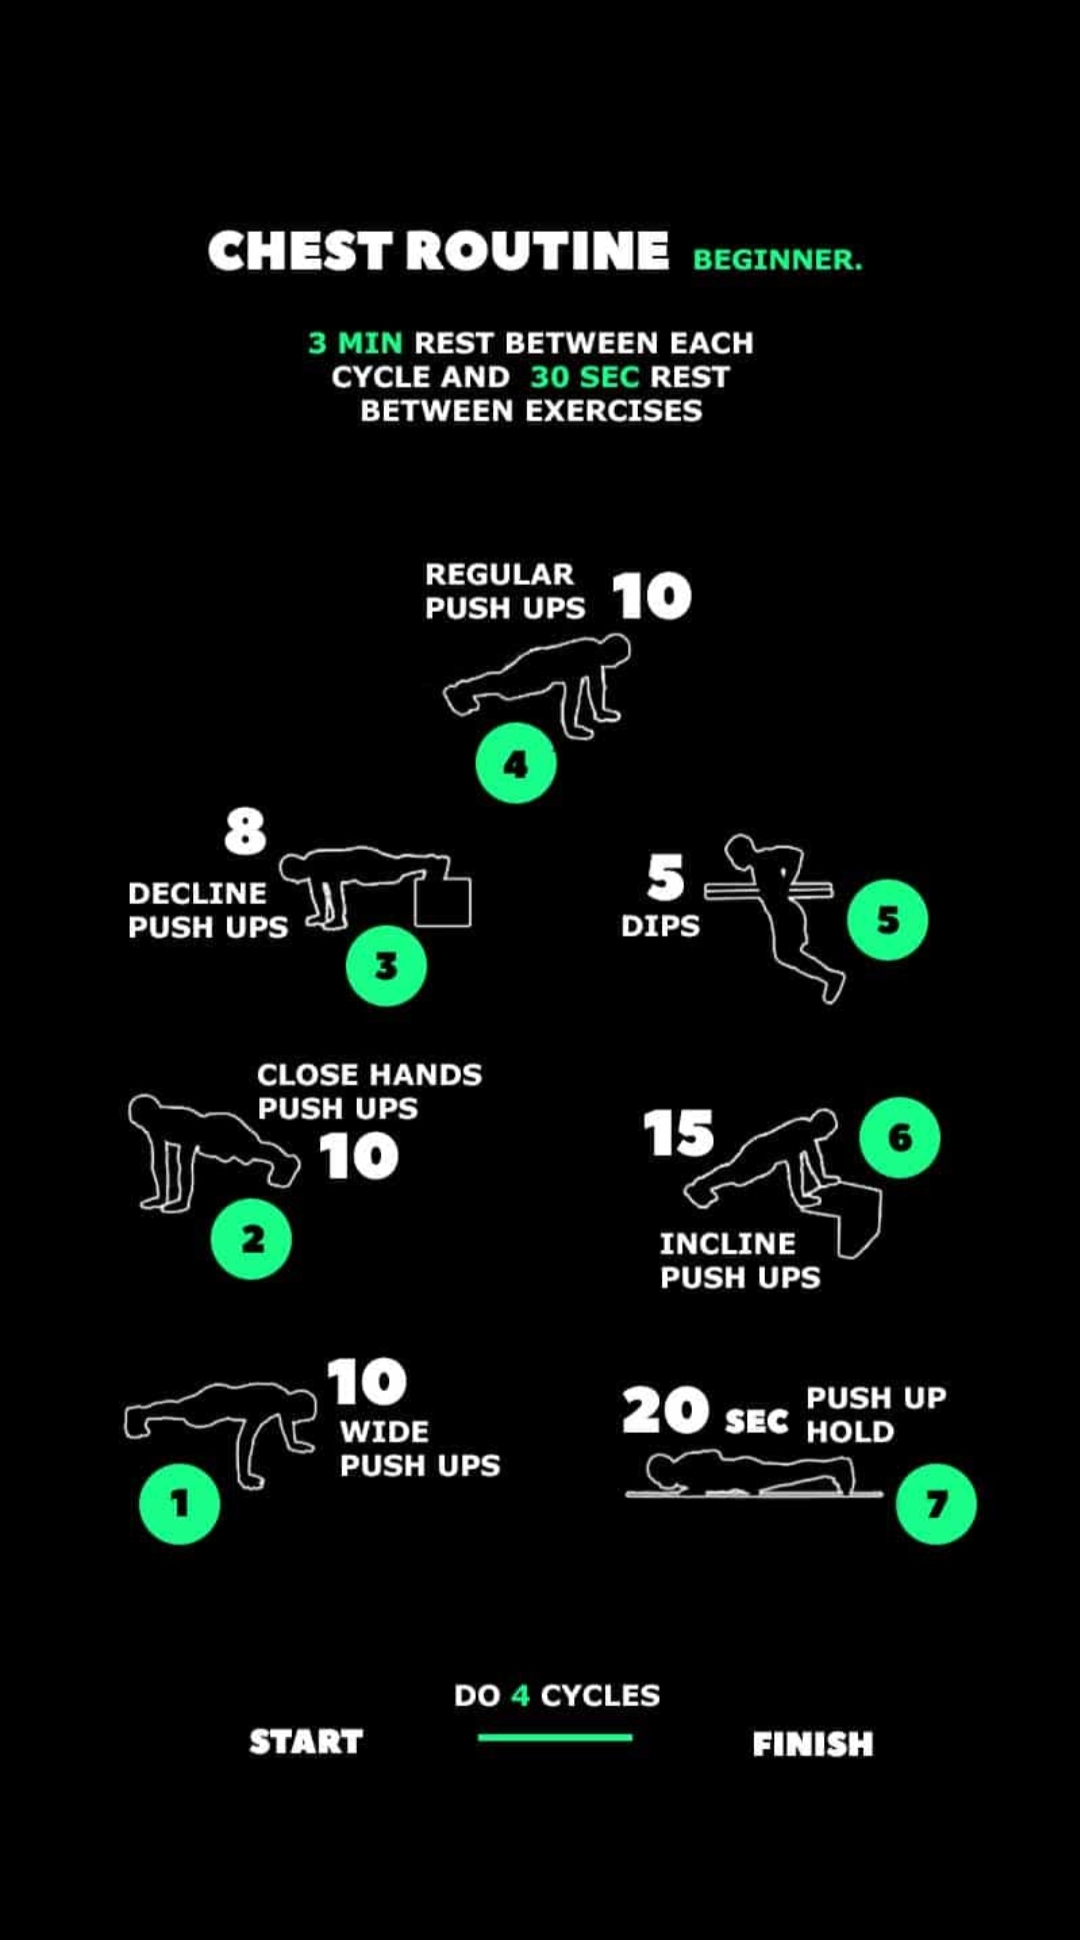 CHEST ROUTINE BEGINNER.
3 MIN REST BETWEEN EACH
CYCLE AND 30 SEC REST
BETWEEN EXERCISES
REGULAR
PUSH UPS 10
4
8
DECLINE
PUSH UPS
3
5
DIPS
5
CLOSE HANDS
PUSH UPS
10
2
15
6
INCLINE
PUSH UPS
10
WIDE
PUSH UPS
1
20 SEC PUSH UP
HOLD
7
DO 4 CYCLES
START
FINISH